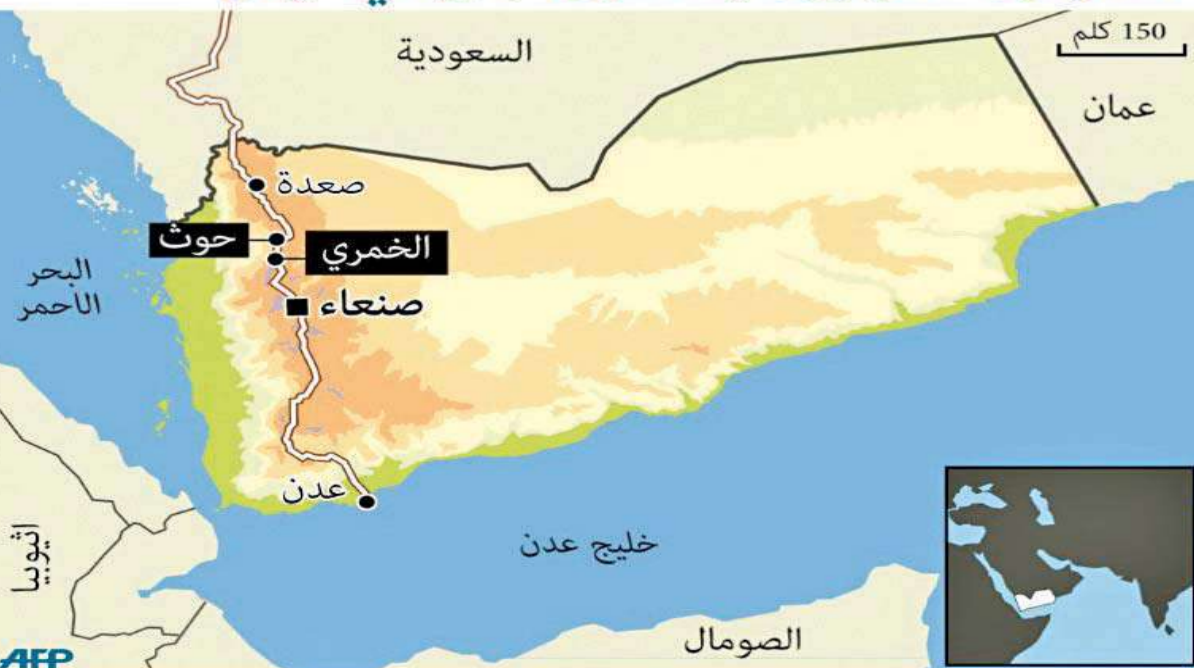 السعودية
150 كلم
عمان
صعدة
حوث
الخمري
صنعاء
البحر
الاحمر
عدن
خليج عدن
اثيوبيا
الصومال
AFP